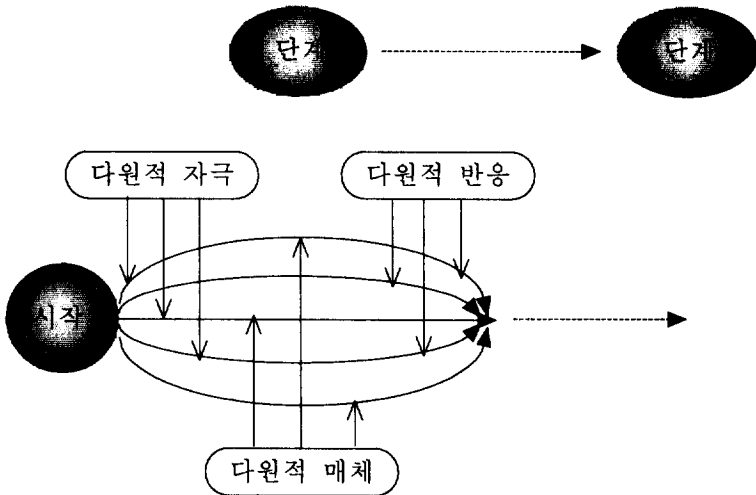 단계
단계
다원적 자극
다원적 반응
시작
다원적 매체